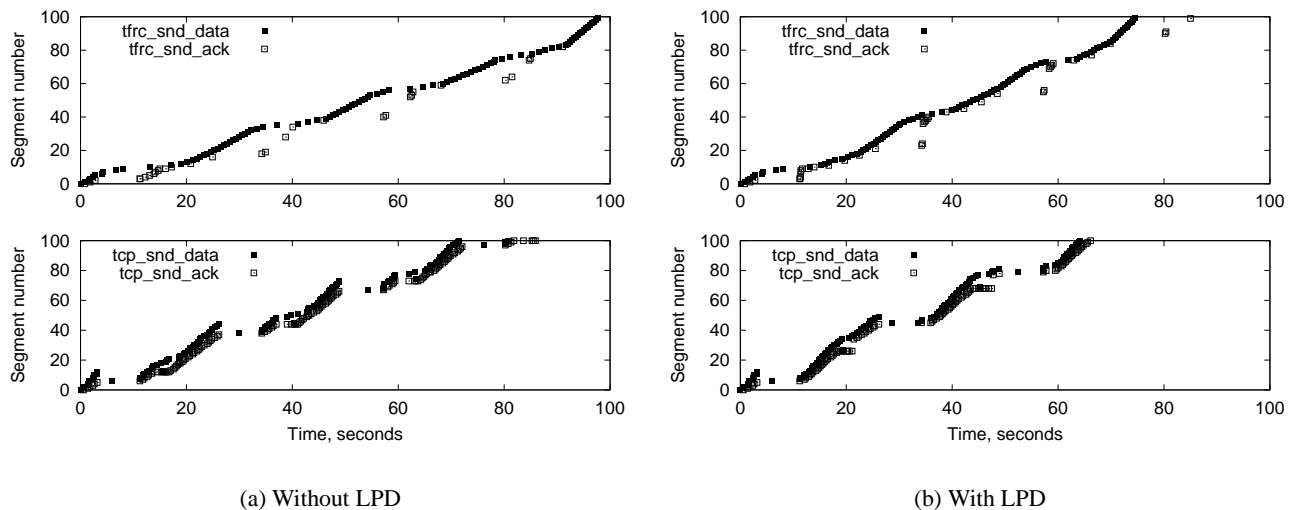 100
80
60
40
20
0
Segment number
tfrc_snd_data
tfrc_snd_ack
0 20 40 60 80 100
100
80
60
40
20
0
Segment number
tcp_snd_data
tcp_snd_ack
0 20 40 60 80 100
Time, seconds
(a) Without LPD
100
80
60
40
20
0
Segment number
tfrc_snd_data
tfrc_snd_ack
0 20 40 60 80 100
100
80
60
40
20
0
Segment number
tcp_snd_data
tcp_snd_ack
0 20 40 60 80 100
Time, seconds
(b) With LPD